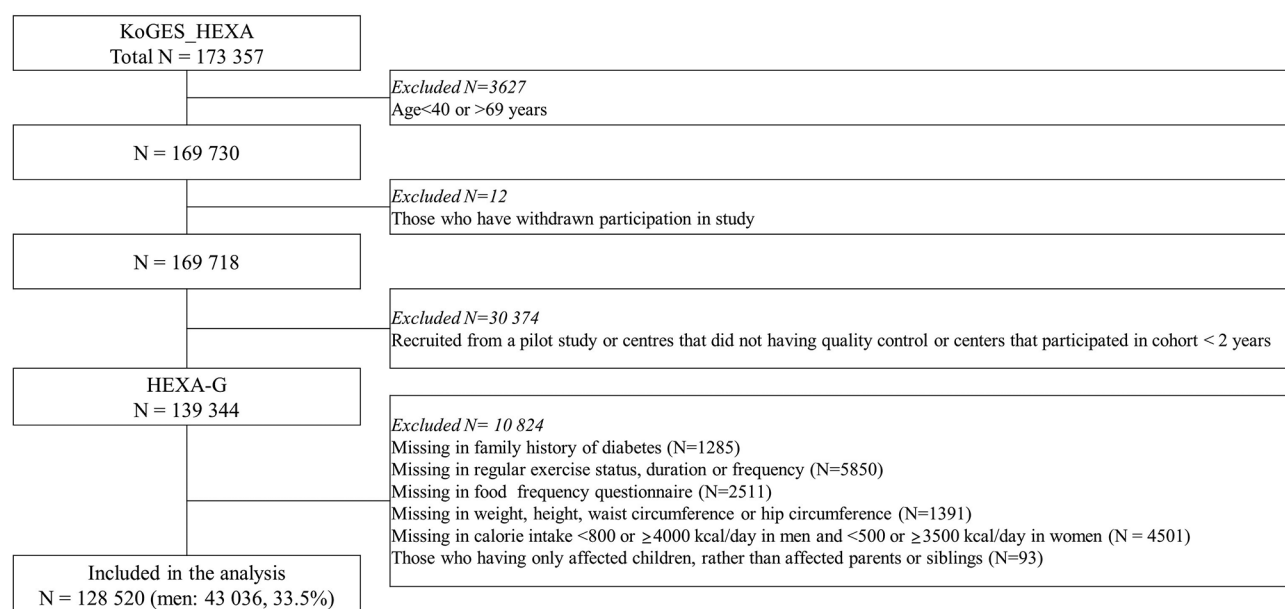 KoGES_HEXA
Total N = 173 357
Excluded N=3627
Age<40 or >69 years
N = 169 730
Excluded N=12
Those who have withdrawn participation in study
N = 169 718
Excluded N=30 374
Recruited from a pilot study or centres that did not having quality control or centers that participated in cohort < 2 years
HEXA-G
N = 139 344
Excluded N= 10 824
Missing in family history of diabetes (N=1285)
Missing in regular exercise status, duration or frequency (N=5850)
Missing in food frequency questionnaire (N=2511)
Missing in weight, height, waist circumference or hip circumference (N=1391)
Missing in calorie intake <800 or ≥4000 kcal/day in men and <500 or ≥3500 kcal/day in women (N = 4501)
Those who having only affected children, rather than affected parents or siblings (N=93)
Included in the analysis
N = 128 520 (men: 43 036, 33.5%)